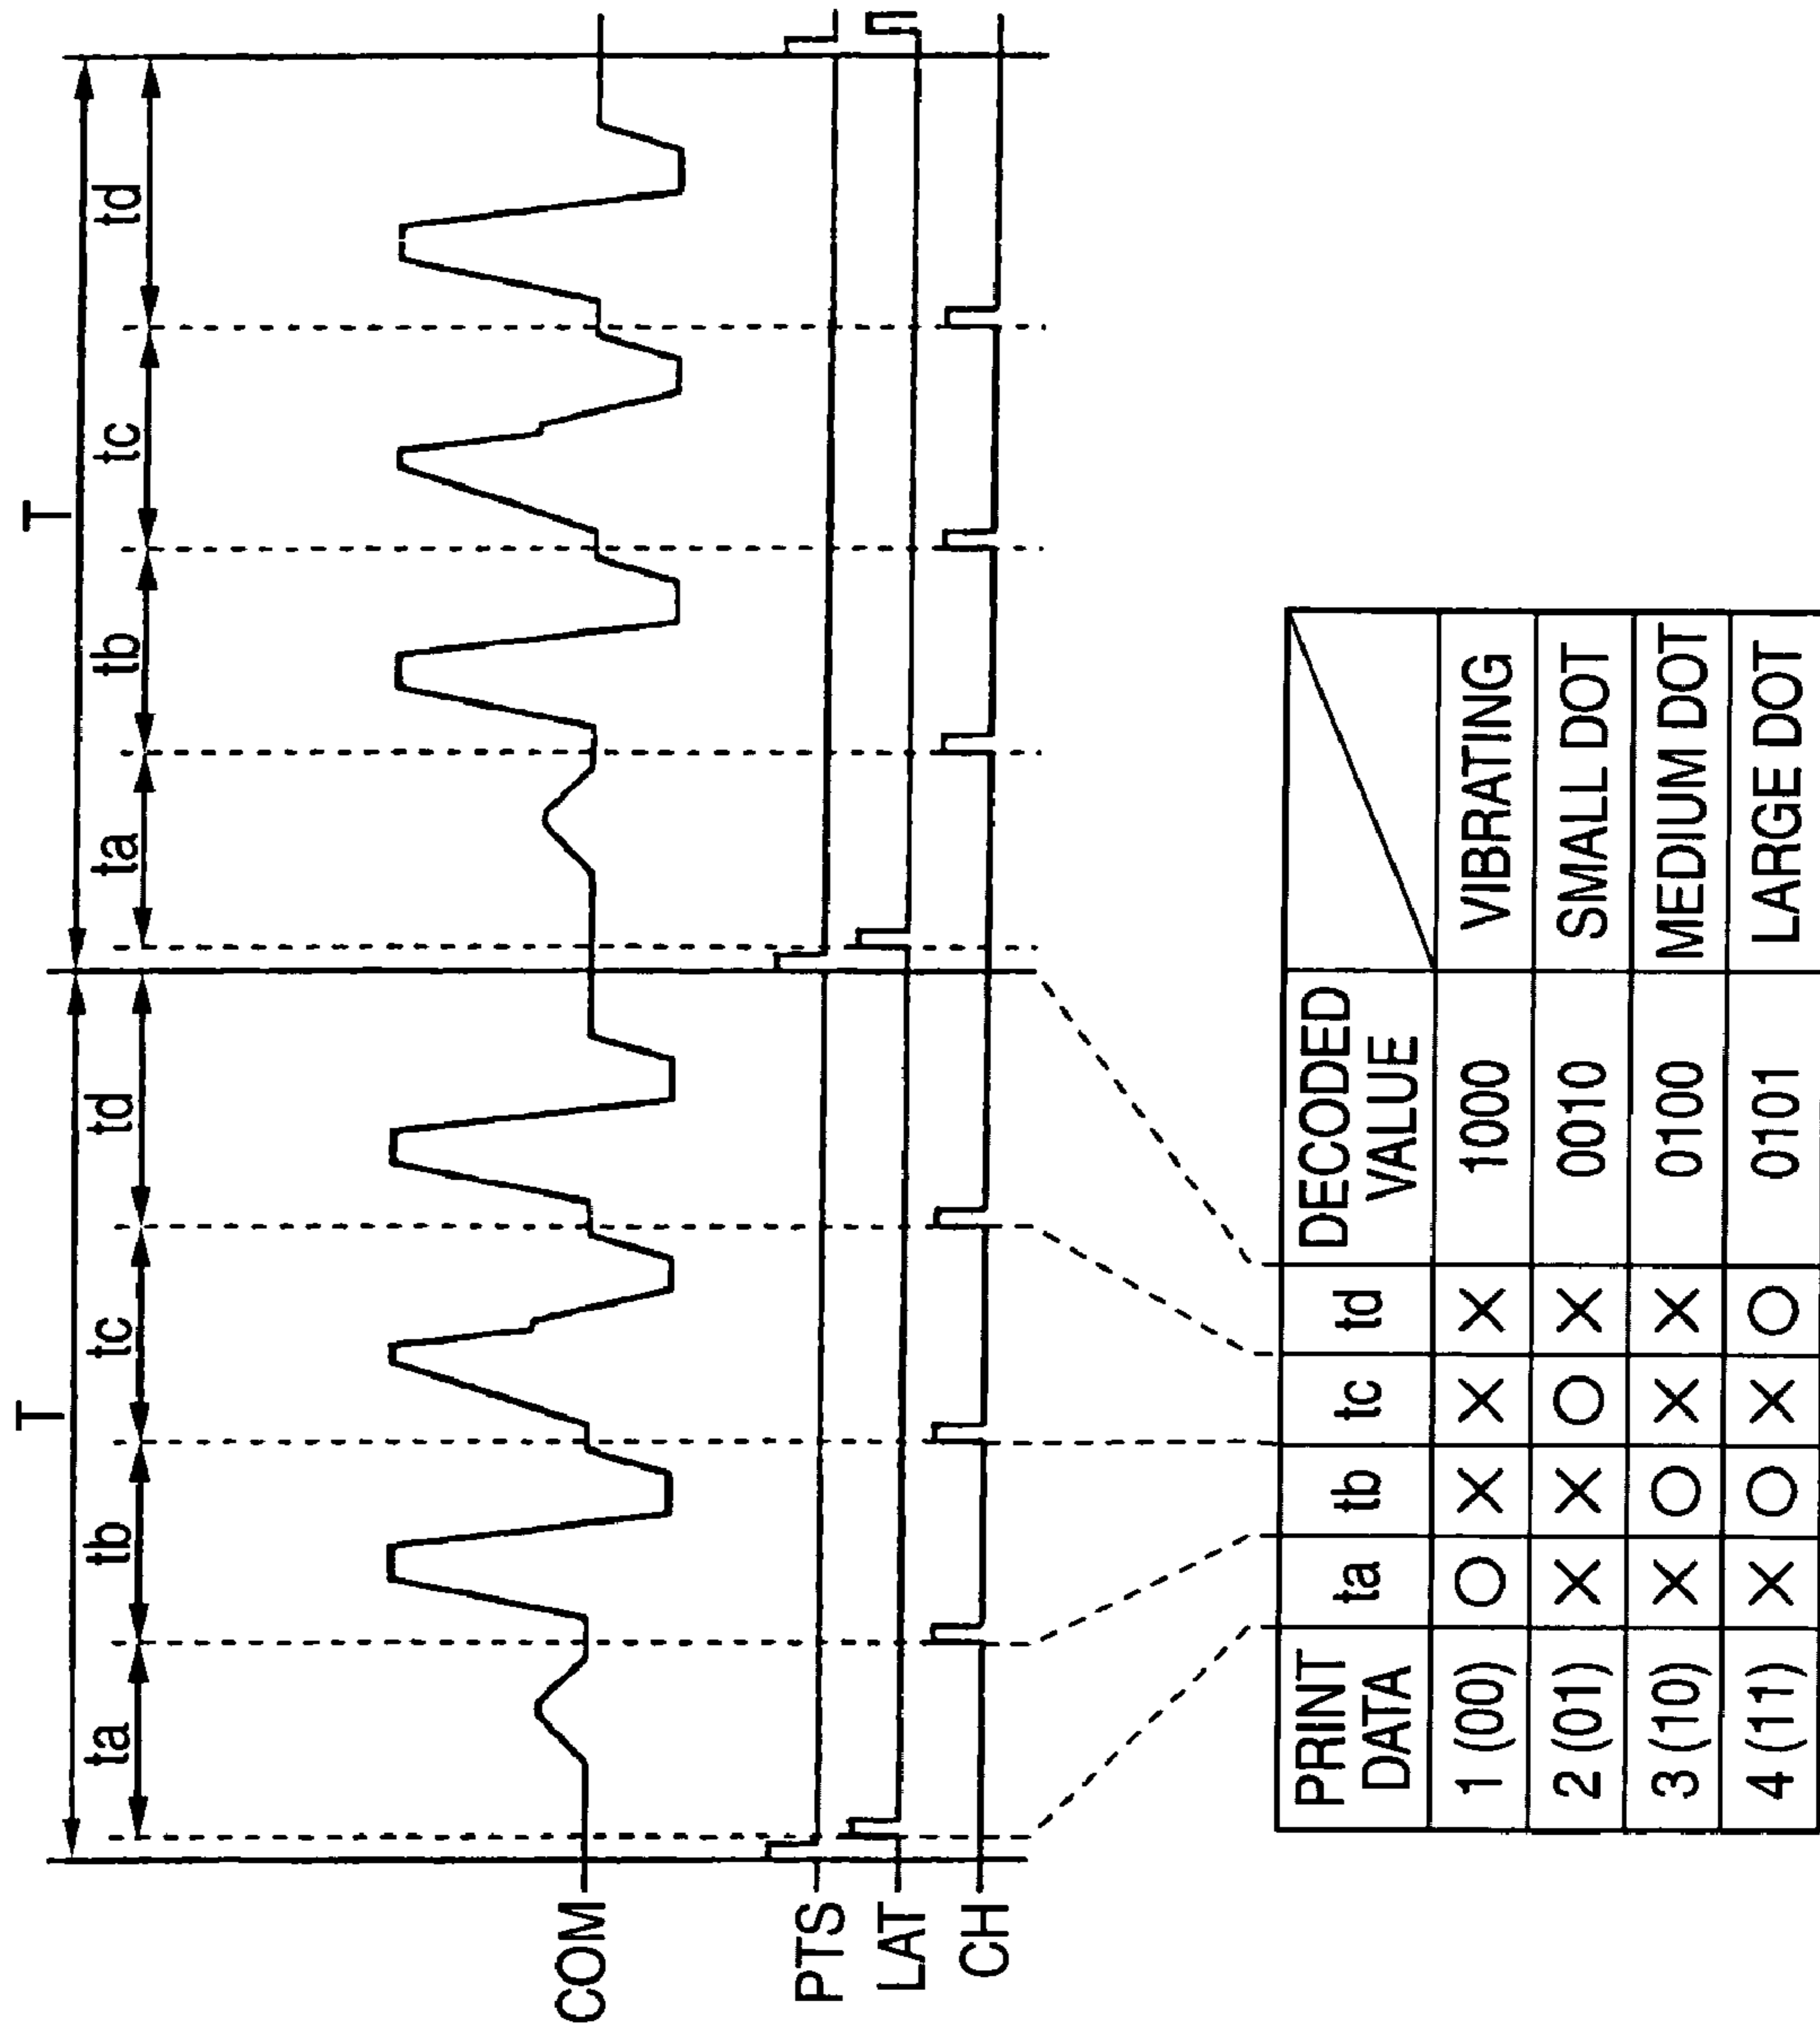 T T
ta tb tc td ta tb tc td
COM
PTS
LAT
CH
PRINT DATA ta tb tc td DECODED VALUE
1 (00) ○ × × × 1000 VIBRATING
2 (01) × × ○ × 0010 SMALL DOT
3 (10) × ○ × × 0100 MEDIUM DOT
4 (11) × ○ × ○ 0101 LARGE DOT